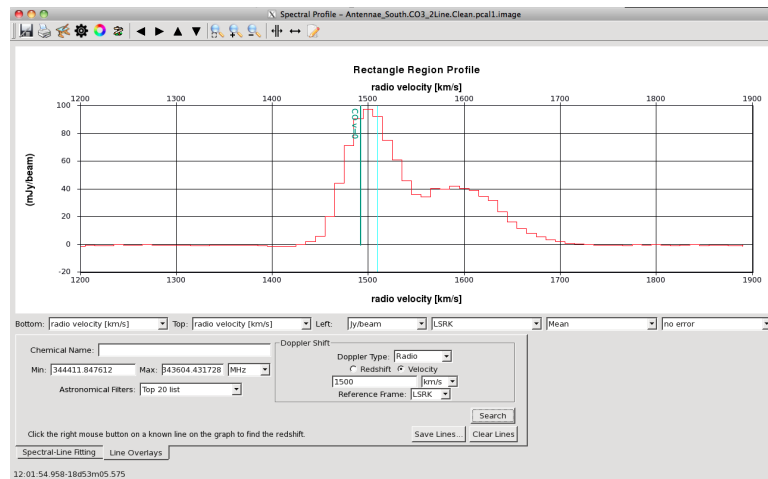 Spectral Profile - Antennae_South.CO3_2Line.Clean.pcal1.image
Rectangle Region Profile
radio velocity [km/s]
1200 1300 1400 1500 1600 1700 1800 1900
100
80
60
40
20
0
-20
(mJy/beam)
CO v=0
1200 1300 1400 1500 1600 1700 1800 1900
radio velocity [km/s]
Bottom: radio velocity [km/s] Top: radio velocity [km/s] Left: Jy/beam LSRK Mean no error
Chemical Name:
Min: 344411.847612 Max: 343604.431728 MHz
Astronomical Filters: Top 20 list
Doppler Shift
Doppler Type: Radio
Redshift Velocity
1500 km/s
Reference Frame: LSRK
Search
Click the right mouse button on a known line on the graph to find the redshift.
Save Lines... Clear Lines
Spectral-Line Fitting Line Overlays
12:01:54.958-18d53m05.575